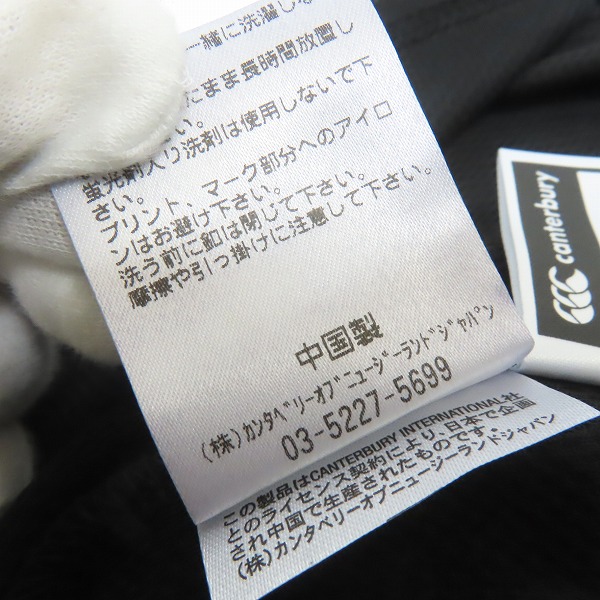 一緒に洗濯しな
たまま長時間放置し
い。
蛍光剤入り洗剤は使用しないで下
さい。
プリント、マーク部分へのアイロ
ンはお避け下さい。
洗う前に釦は閉じて下さい。
摩擦や引っ掛けに注意して下さい。
中国製
(株)ｶﾝﾀﾍﾞﾘｰｵﾌﾞﾆｭｰｼﾞｰﾗﾝﾄﾞｼﾞｬﾊﾟﾝ
03-5227-5699
この製品はCANTERBURY INTERNATIONAL社
とのライセンス契約により、日本で企画
され中国で生産されたものです。
(株)カンタベリーオブニュージーランドジャパン
canterbury